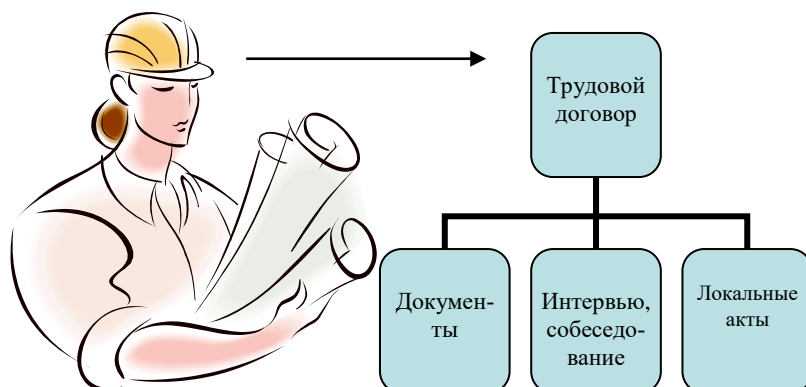 Трудовой
договор
Докумен-
ты
Интервью,
собеседо-
вание
Локальные
акты